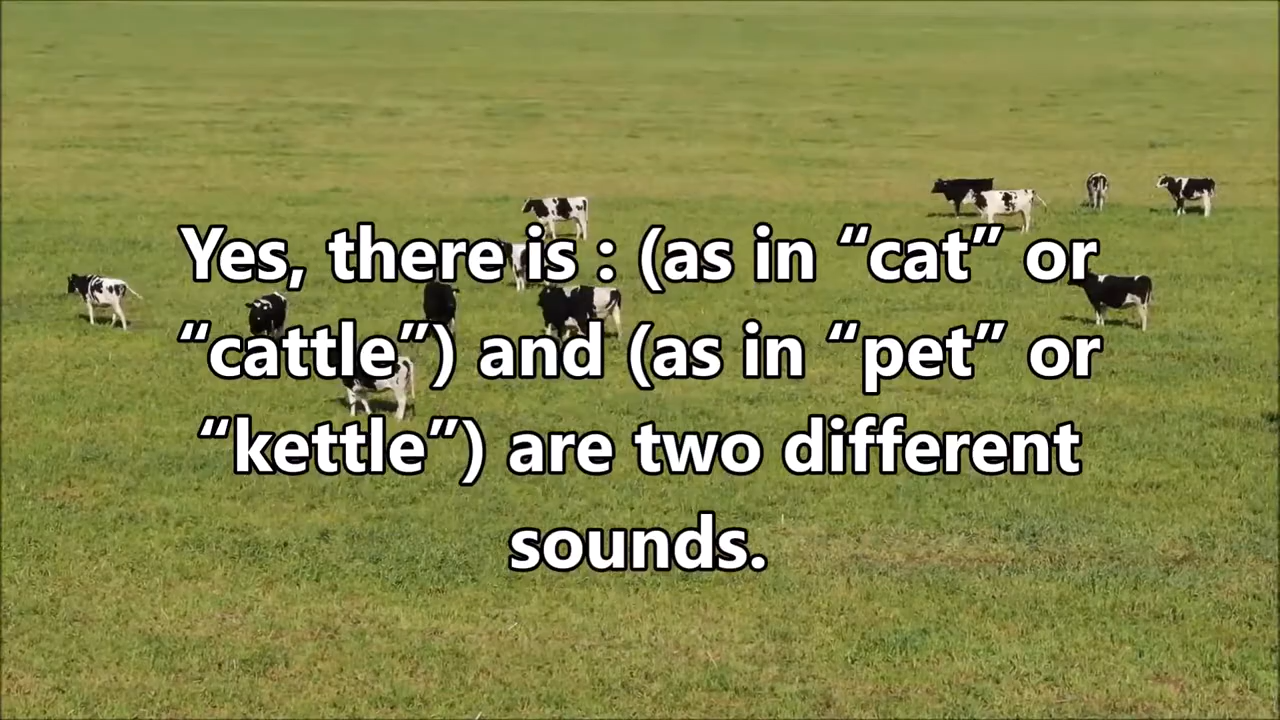 Yes, there is : (as in “cat” or
“cattle”) and (as in “pet” or
“kettle”) are two different
sounds.